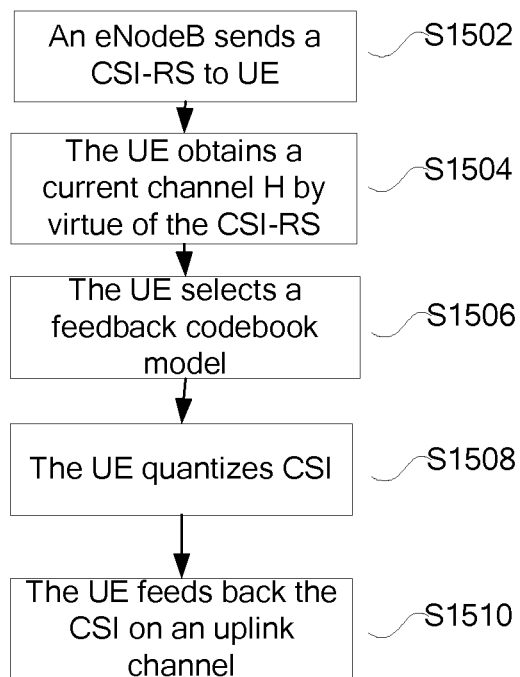 An eNodeB sends a
CSI-RS to UE
S1502
The UE obtains a
current channel H by
virtue of the CSI-RS
S1504
The UE selects a
feedback codebook
model
S1506
The UE quantizes CSI
S1508
The UE feeds back the
CSI on an uplink
channel
S1510